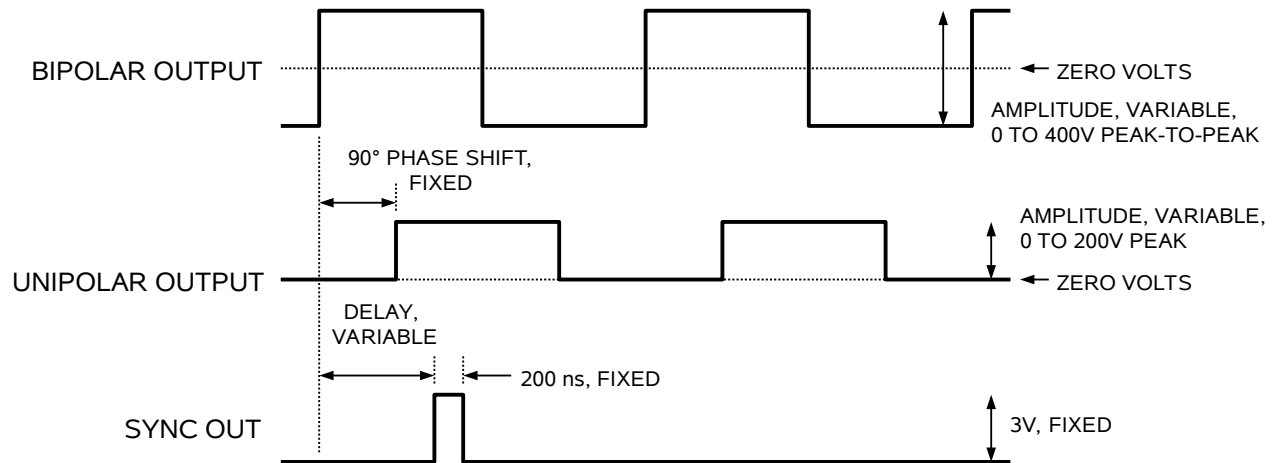 BIPOLAR OUTPUT
ZERO VOLTS
AMPLITUDE, VARIABLE,
0 TO 400V PEAK-TO-PEAK
90° PHASE SHIFT,
FIXED
AMPLITUDE, VARIABLE,
0 TO 200V PEAK
UNIPOLAR OUTPUT
ZERO VOLTS
DELAY,
VARIABLE
200 ns, FIXED
SYNC OUT
3V, FIXED